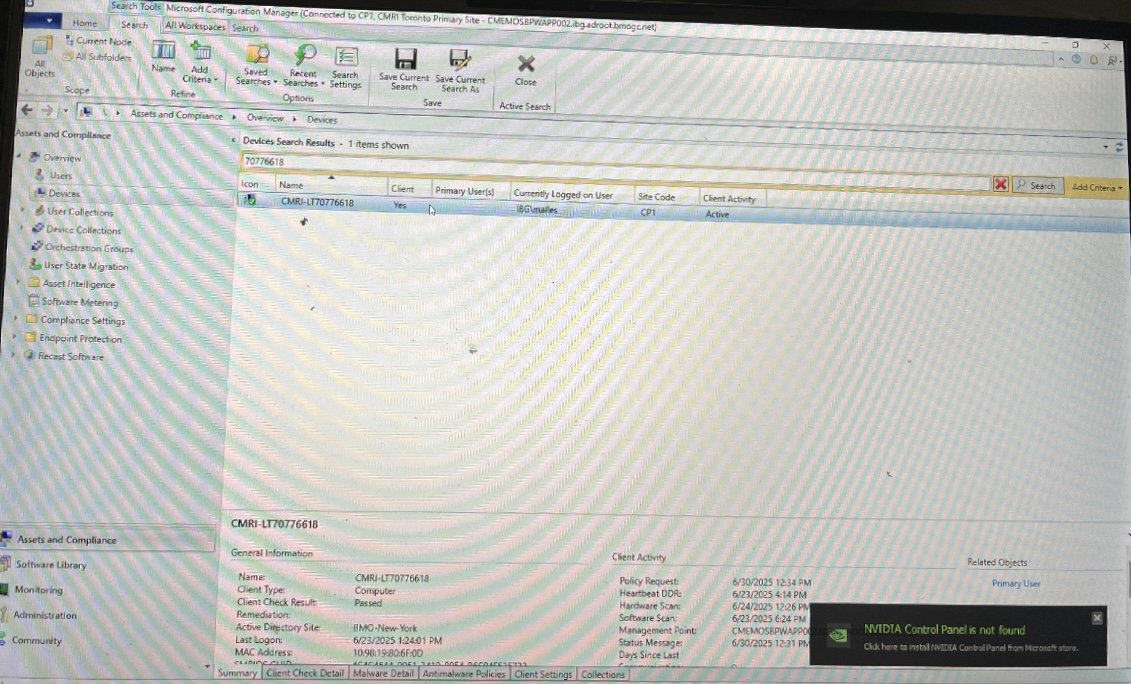 Search Tools Microsoft Configuration Manager (Connected to CP1, CMRI Toronto Primary Site - CMEMOSBPWAPP002.ibg.adroot.bmogc.net)
Home Search All Workspaces Search
All Objects
Current Node
All Subfolders
Scope
Name
Add Criteria
Refine
Saved Searches
Recent Searches
Search Settings
Options
Save Current Search
Save Current Search As
Save
Close
Active Search
Assets and Compliance Overview Devices
Assets and Compliance
Overview
Users
Devices
User Collections
Device Collections
Orchestration Groups
User State Migration
Asset Intelligence
Software Metering
Compliance Settings
Endpoint Protection
Recast Software
Devices Search Results - 1 items shown
70776618
Search Add Criteria
Icon Name Client Primary User(s) Currently Logged on User Site Code Client Activity
CMRI-LT70776618 Yes IBG\nalles CP1 Active
Assets and Compliance
Software Library
Monitoring
Administration
Community
CMRI-LT70776618
General Information
Name: CMRI-LT70776618
Client Type: Computer
Client Check Result: Passed
Remediation:
Active Directory Site: BMO-New-York
Last Logon: 6/23/2025 1:24:01 PM
MAC Address: 10:98:19:80:6F:0D
Client Activity
Policy Request: 6/30/2025 12:34 PM
Heartbeat DDR: 6/23/2025 4:14 PM
Hardware Scan: 6/24/2025 12:26 PM
Software Scan: 6/23/2025 6:24 PM
Management Point: CMEMOSBPWAPP00
Status Message: 6/30/2025 12:31 PM
Days Since Last
Related Objects
Primary User
NVIDIA Control Panel is not found
Click here to install NVIDIA Control Panel from Microsoft store.
Summary Client Check Detail Malware Detail Antimalware Policies Client Settings Collections